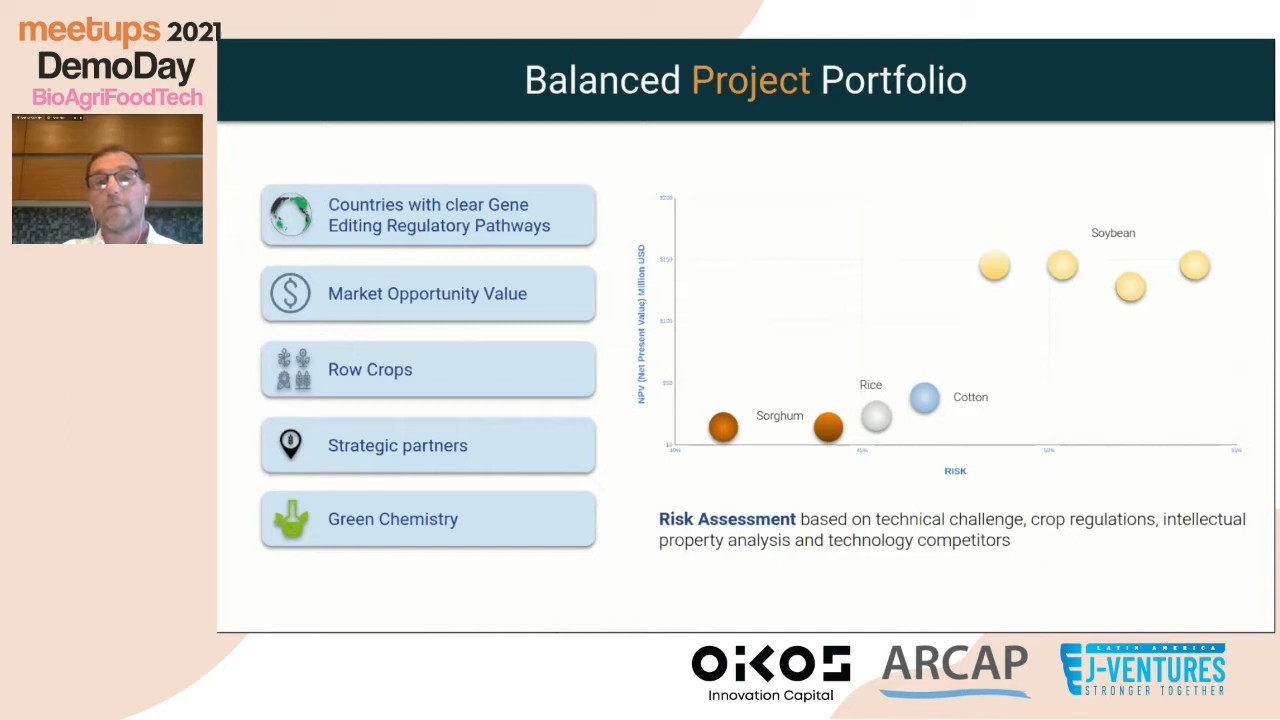 meetups 2021
DemoDay
BioAgriFoodTech
Balanced Project Portfolio
Countries with clear Gene
Editing Regulatory Pathways
Market Opportunity Value
Row Crops
Strategic partners
Green Chemistry
NPV (Net Present Value) Million USD
Soybean
Rice
Cotton
Sorghum
$0
RISK
Risk Assessment based on technical challenge, crop regulations, intellectual
property analysis and technology competitors
OIKOS
Innovation Capital
ARCAP
LATIN AMERICA
J-VENTURES
STRONGER TOGETHER